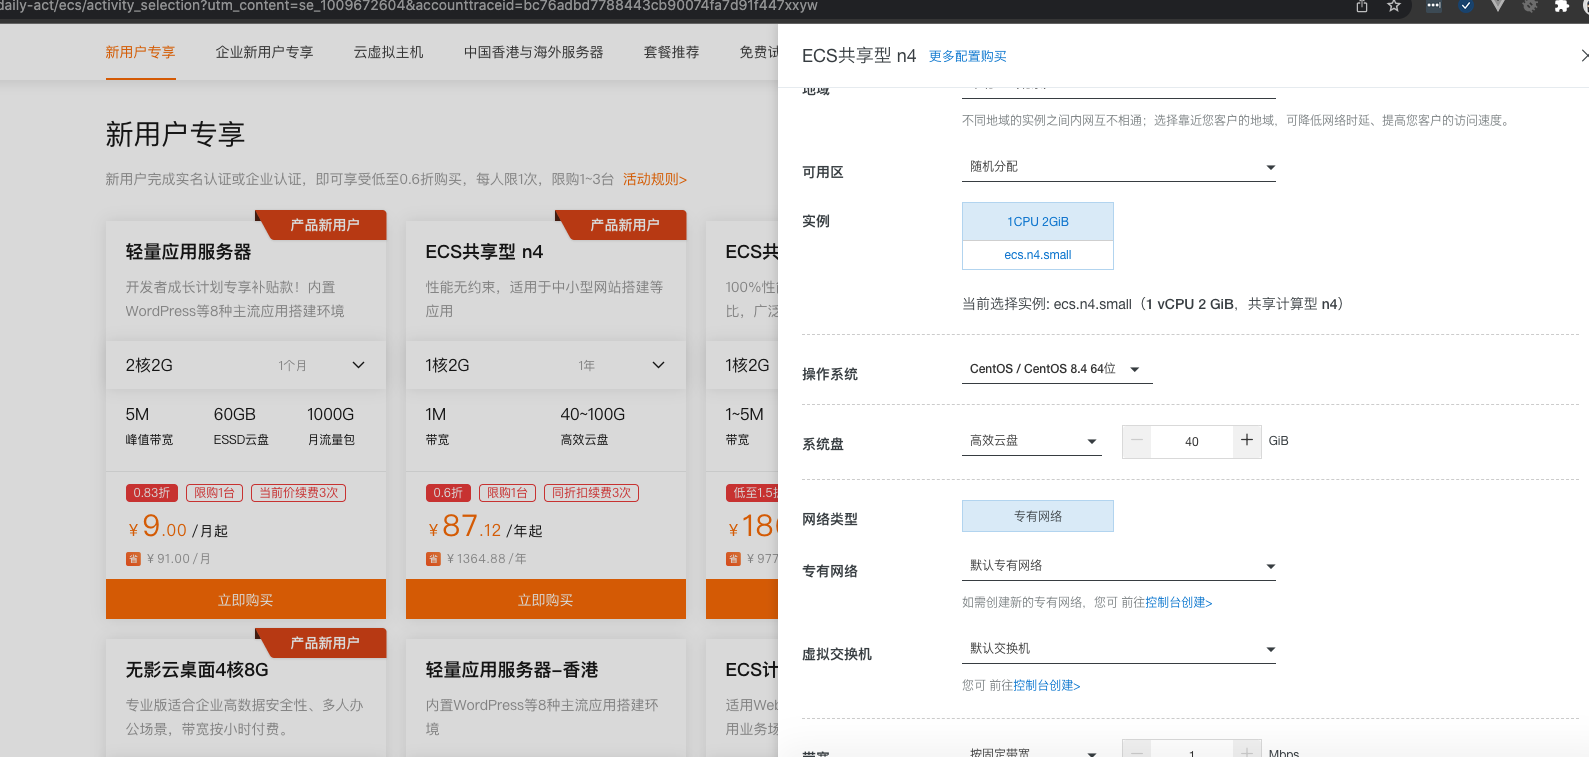 daily-act/ecs/activity_selection?utm_content=se_1009672604&accounttraceid=bc76adbd7788443cb90074fa7d91f447xxyw
新用户专享 企业新用户专享 云虚拟主机 中国香港与海外服务器 套餐推荐 免费试
新用户专享
新用户完成实名认证或企业认证，即可享受低至0.6折购买，每人限1次，限购1~3台 活动规则>
产品新用户
轻量应用服务器
开发者成长计划专享补贴款！内置
WordPress等8种主流应用搭建环境
2核2G 1个月
5M 60GB 1000G
峰值带宽 ESSD云盘 月流量包
0.83折 限购1台 当前价续费3次
¥9.00 /月起
省 ¥91.00/月
立即购买
产品新用户
ECS共享型 n4
性能无约束，适用于中小型网站搭建等
应用
1核2G 1年
1M 40~100G
带宽 高效云盘
0.6折 限购1台 同折扣续费3次
¥87.12 /年起
省 ¥1364.88/年
立即购买
ECS共
100%性
比，广泛
1核2G
1~5M
带宽
低至1.5
¥18
省 ¥977
产品新用户
无影云桌面4核8G
专业版适合企业高数据安全性、多人办
公场景，带宽按小时付费。
轻量应用服务器-香港
内置WordPress等8种主流应用搭建环
境
ECS计
适用Web
用业务场
ECS共享型 n4 更多配置购买
地域
不同地域的实例之间内网互不相通；选择靠近您客户的地域，可降低网络时延、提高您客户的访问速度。
可用区 随机分配
实例 1CPU 2GiB
ecs.n4.small
当前选择实例: ecs.n4.small（1 vCPU 2 GiB，共享计算型 n4）
操作系统 CentOS / CentOS 8.4 64位
系统盘 高效云盘 － 40 + GiB
网络类型 专有网络
专有网络 默认专有网络
如需创建新的专有网络，您可 前往控制台创建>
虚拟交换机 默认交换机
您可 前往控制台创建>
带宽 按固定带宽 － 1 + Mbps